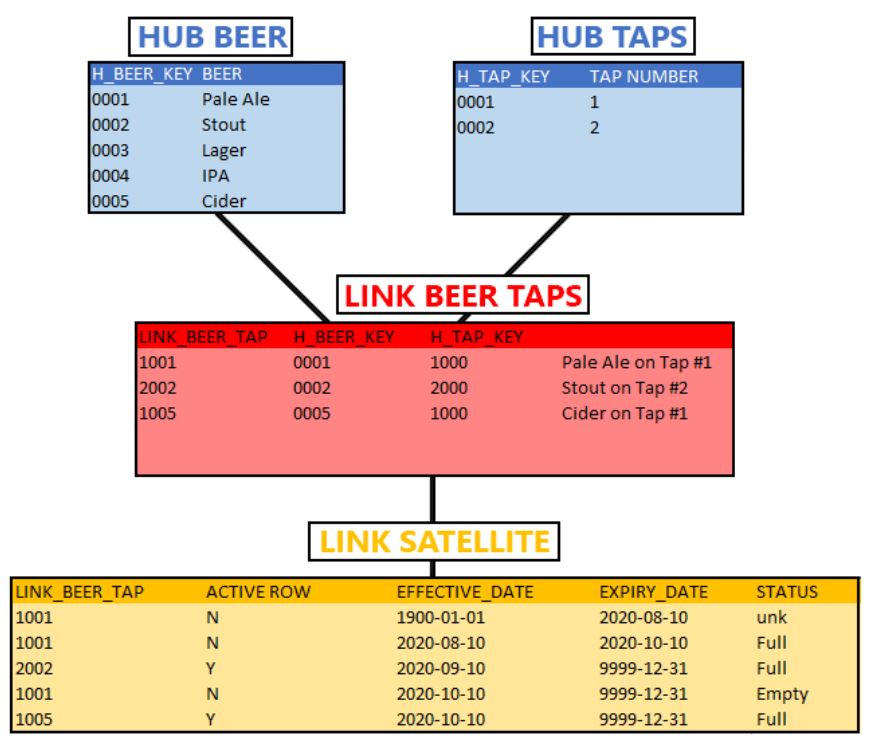 HUB BEER
H_BEER_KEY BEER
0001 Pale Ale
0002 Stout
0003 Lager
0004 IPA
0005 Cider
HUB TAPS
H_TAP_KEY TAP NUMBER
0001 1
0002 2
LINK BEER TAPS
LINK_BEER_TAP H_BEER_KEY H_TAP_KEY
1001 0001 1000 Pale Ale on Tap #1
2002 0002 2000 Stout on Tap #2
1005 0005 1000 Cider on Tap #1
LINK SATELLITE
LINK_BEER_TAP ACTIVE ROW EFFECTIVE_DATE EXPIRY_DATE STATUS
1001 N 1900-01-01 2020-08-10 unk
1001 N 2020-08-10 2020-10-10 Full
2002 Y 2020-09-10 9999-12-31 Full
1001 N 2020-10-10 9999-12-31 Empty
1005 Y 2020-10-10 9999-12-31 Full